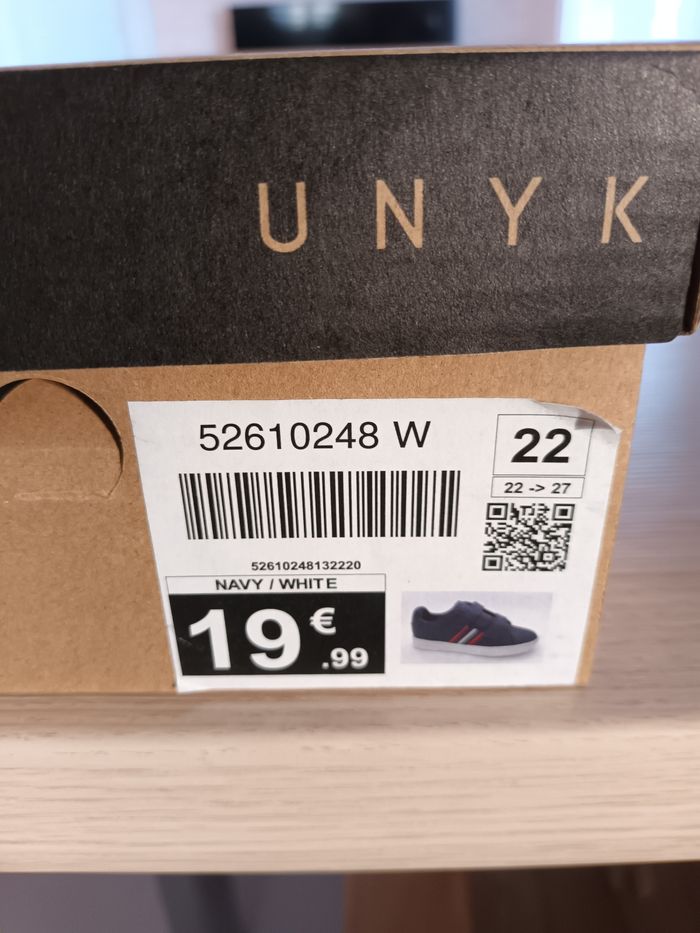 UNYK
52610248 W
22
22 -> 27
52610248132220
NAVY / WHITE
19 €
.99